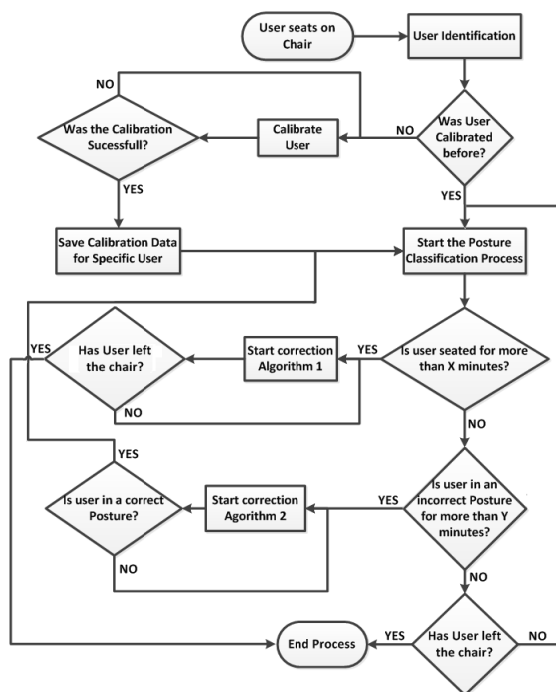 User seats on
Chair
User Identification
NO
Was the Calibration
Sucessfull?
Calibrate
User
NO
Was User
Calibrated
before?
YES
YES
Save Calibration Data
for Specific User
Start the Posture
Classification Process
YES
Has User left
the chair?
Start correction
Algorithm 1
YES
Is user seated for more
than X minutes?
NO
NO
YES
Is user in a correct
Posture?
Start correction
Agorithm 2
YES
Is user in an
incorrect Posture
for more than Y
minutes?
NO
NO
End Process
YES
Has User left
the chair?
NO